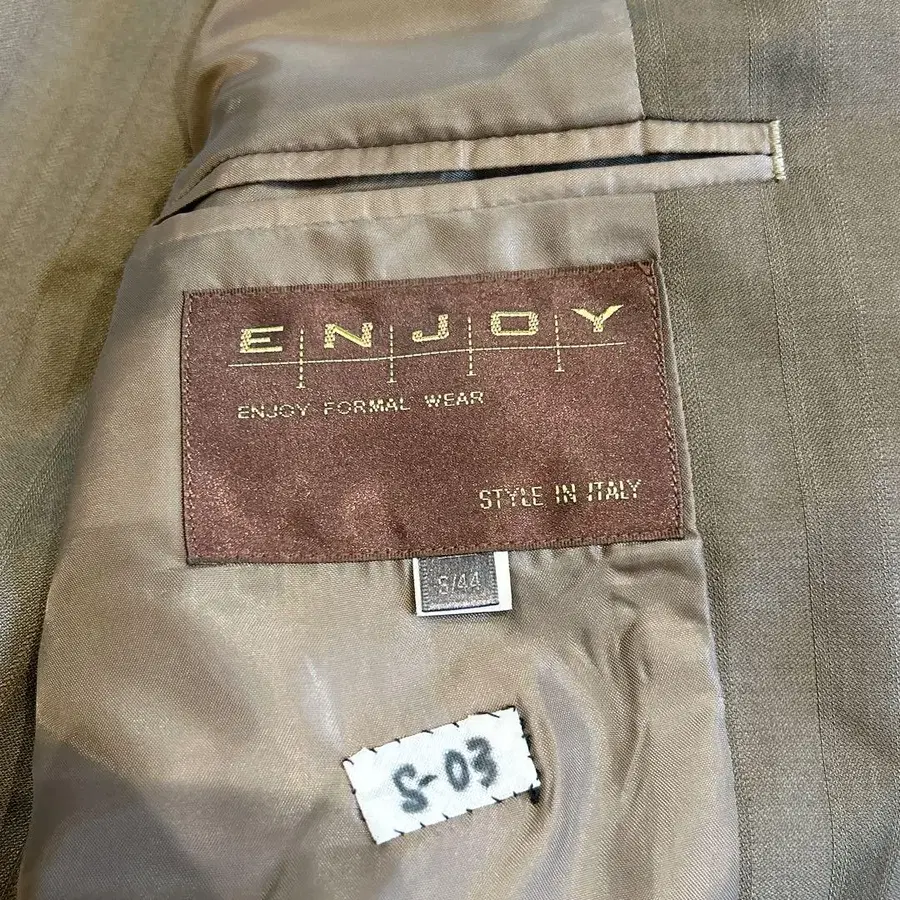 ENJOY
ENJOY FORMAL WEAR
STYLE IN ITALY
S/44
S-03